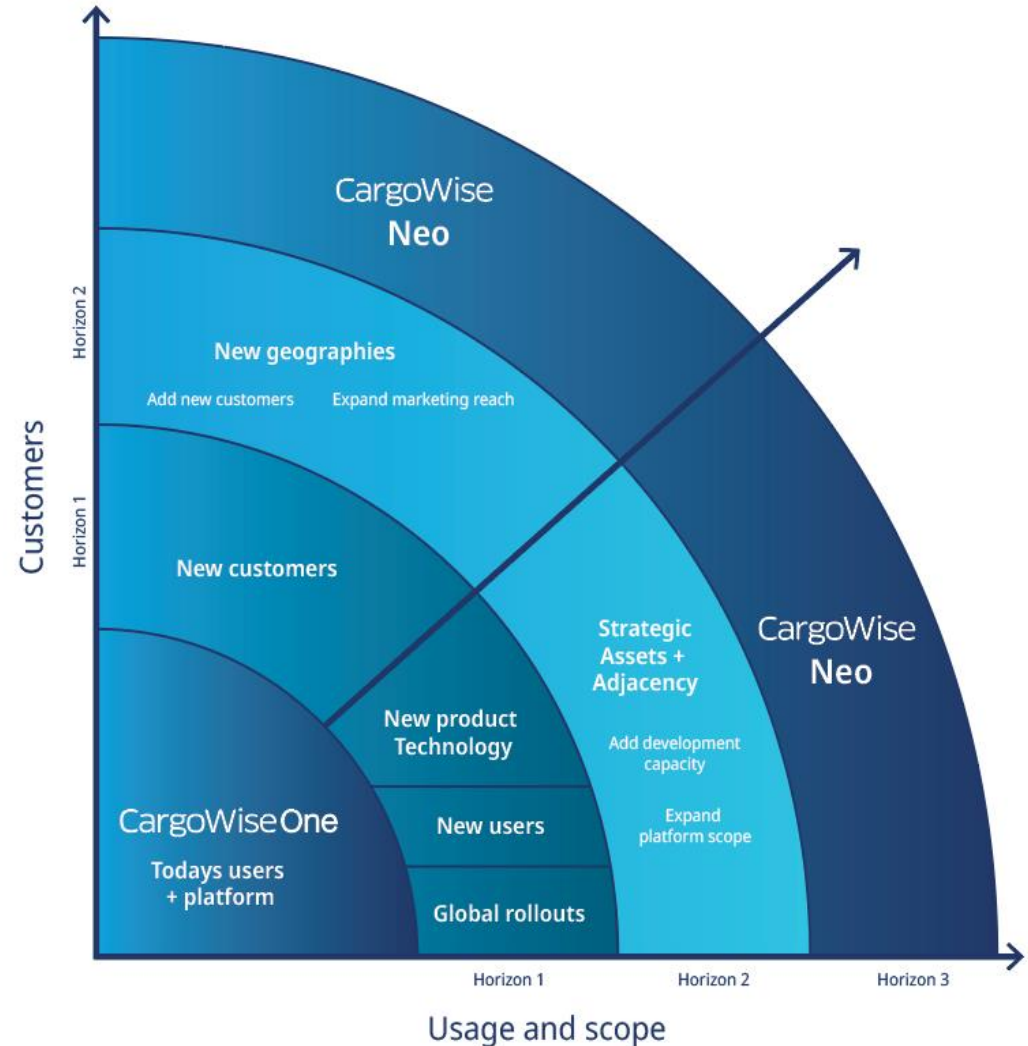 CargoWise
Neo
Horizon 2
New geographies
Add new customers Expand marketing reach
Customers
Horizon 1
New customers
Strategic
Assets +
Adjacency
CargoWise
Neo
New product
Technology
Add development
capacity
Expand
platform scope
CargoWiseOne
New users
Todays users
+ platform
Global rollouts
Horizon 1 Horizon 2 Horizon 3
Usage and scope